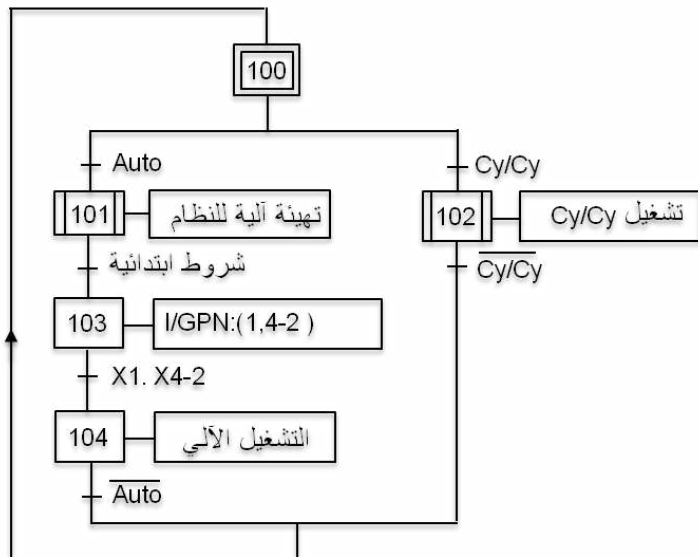 100
Auto
Cy/Cy
101
تهيئة آلية للنظام
102
تشغيل Cy/Cy
شروط ابتدائية
Cy/Cy
103
I/GPN:(1,4-2 )
X1. X4-2
104
التشغيل الآلي
Auto